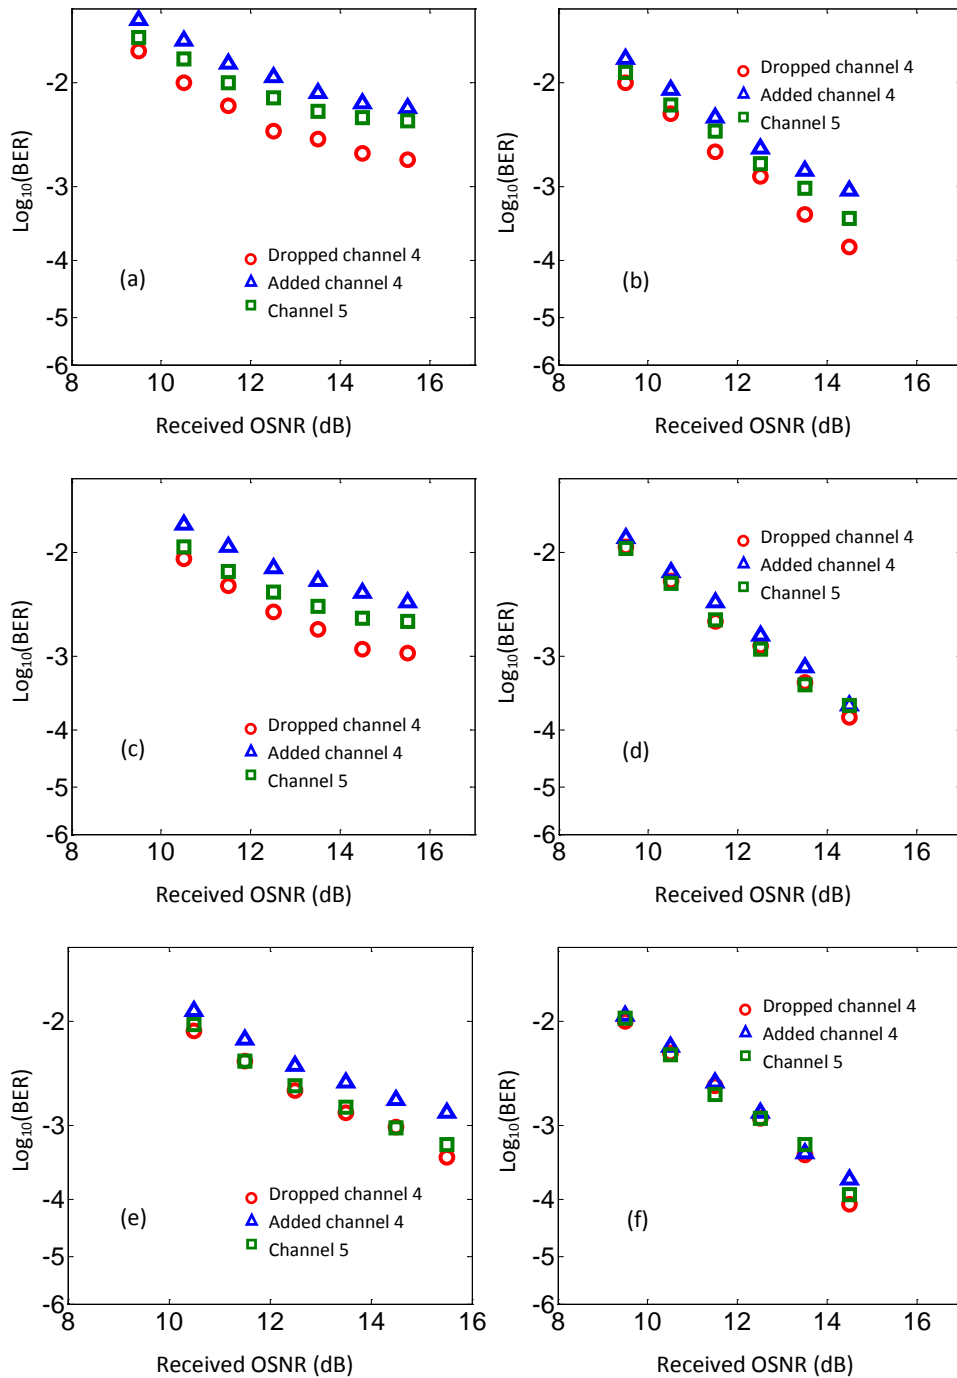 -2
-3
-4
-5
-6
Log10(BER)
(a)
Dropped channel 4
Added channel 4
Channel 5
8 10 12 14 16
Received OSNR (dB)
-2
-3
-4
-5
-6
Log10(BER)
(b)
Dropped channel 4
Added channel 4
Channel 5
8 10 12 14 16
Received OSNR (dB)
-2
-3
-4
-5
-6
Log10(BER)
(c)
Dropped channel 4
Added channel 4
Channel 5
8 10 12 14 16
Received OSNR (dB)
-2
-3
-4
-5
-6
Log10(BER)
(d)
Dropped channel 4
Added channel 4
Channel 5
8 10 12 14 16
Received OSNR (dB)
-2
-3
-4
-5
-6
Log10(BER)
(e)
Dropped channel 4
Added channel 4
Channel 5
8 10 12 14 16
Received OSNR (dB)
-2
-3
-4
-5
-6
Log10(BER)
(f)
Dropped channel 4
Added channel 4
Channel 5
8 10 12 14 16
Received OSNR (dB)